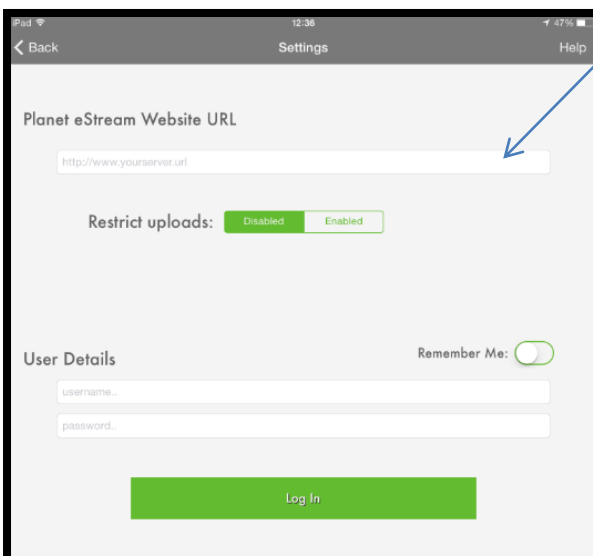 iPad 12:36 47%
Back Settings Help
Planet eStream Website URL
http://www.yourserver.url
Restrict uploads: Disabled Enabled
User Details Remember Me:
username..
password..
Log In